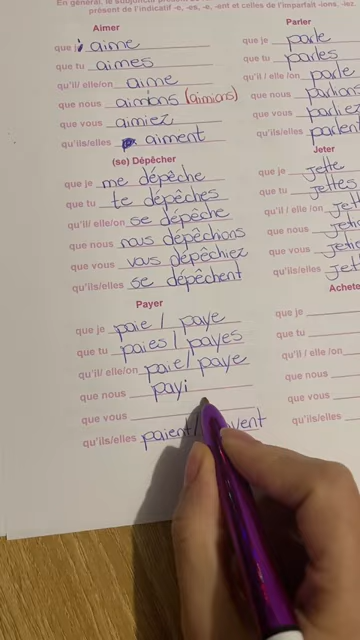 En général, le subjonctif
présent de l'indicatif -e, -es, -e, -ent et celles de l'imparfait -ions, -iez.
Aimer
que j' aime
que tu aimes
qu'il/ elle/on aime
que nous aimions (aimions)
que vous aimiez
qu'ils/elles aiment
(se) Dépêcher
que je me dépêche
que tu te dépêches
qu'il/ elle/on se dépêche
que nous nous dépêchions
que vous vous dépêchiez
qu'ils/elles se dépêchent
Payer
que je paie / paye
que tu paies / payes
qu'il/ elle/on paie / paye
que nous payi
que vous
qu'ils/elles paient/
Parler
que je parle
que tu parles
qu'il / elle /on parle
que nous parlions
que vous parliez
qu'ils/elles parlent
Jeter
que je jette
que tu jettes
qu'il / elle /on
que nous
que vous
qu'ils/elles
Achete
que je
que tu
qu'il / elle /on
que nous
que vous
qu'ils/elles